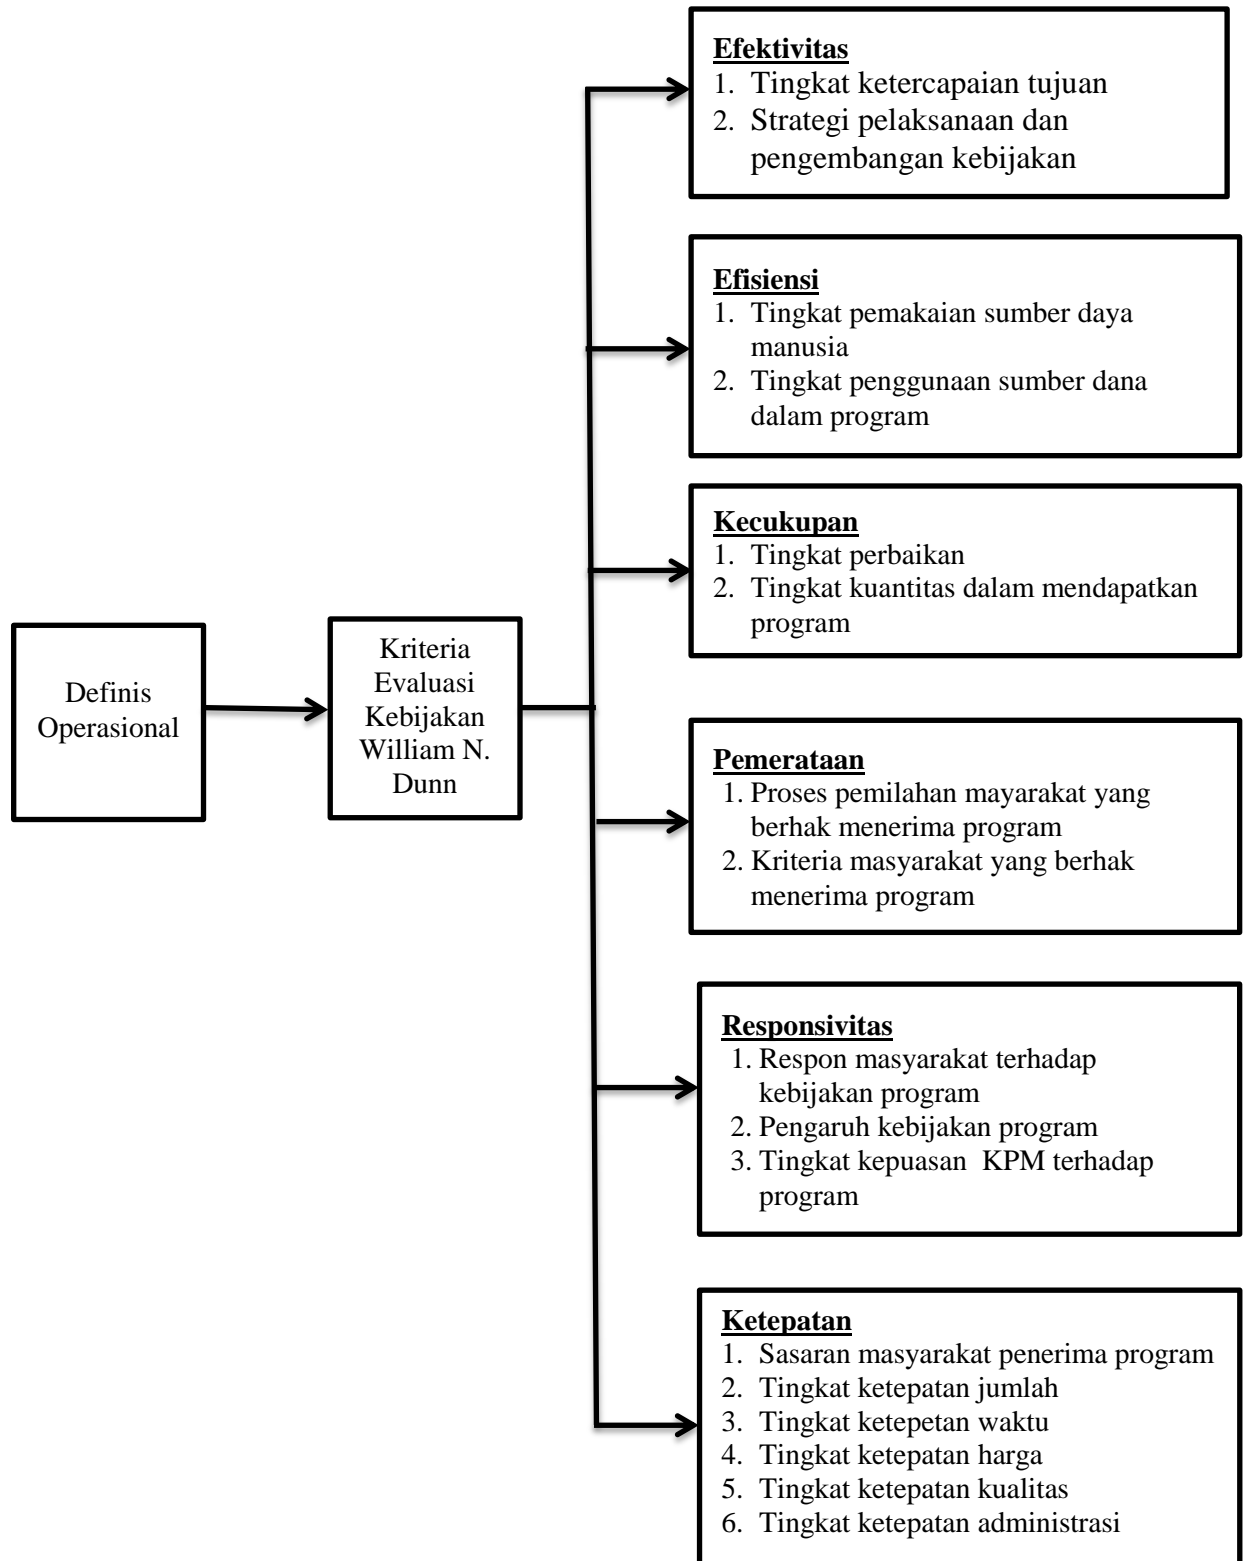 Efektivitas
1. Tingkat ketercapaian tujuan
2. Strategi pelaksanaan dan
pengembangan kebijakan
Efisiensi
1. Tingkat pemakaian sumber daya
manusia
2. Tingkat penggunaan sumber dana
dalam program
Kecukupan
1. Tingkat perbaikan
2. Tingkat kuantitas dalam mendapatkan
program
Definis
Operasional
Kriteria
Evaluasi
Kebijakan
William N.
Dunn
Pemerataan
1. Proses pemilahan mayarakat yang
berhak menerima program
2. Kriteria masyarakat yang berhak
menerima program
Responsivitas
1. Respon masyarakat terhadap
kebijakan program
2. Pengaruh kebijakan program
3. Tingkat kepuasan  KPM terhadap
program
Ketepatan
1. Sasaran masyarakat penerima program
2. Tingkat ketepatan jumlah
3. Tingkat ketepetan waktu
4. Tingkat ketepatan harga
5. Tingkat ketepatan kualitas
6. Tingkat ketepatan administrasi